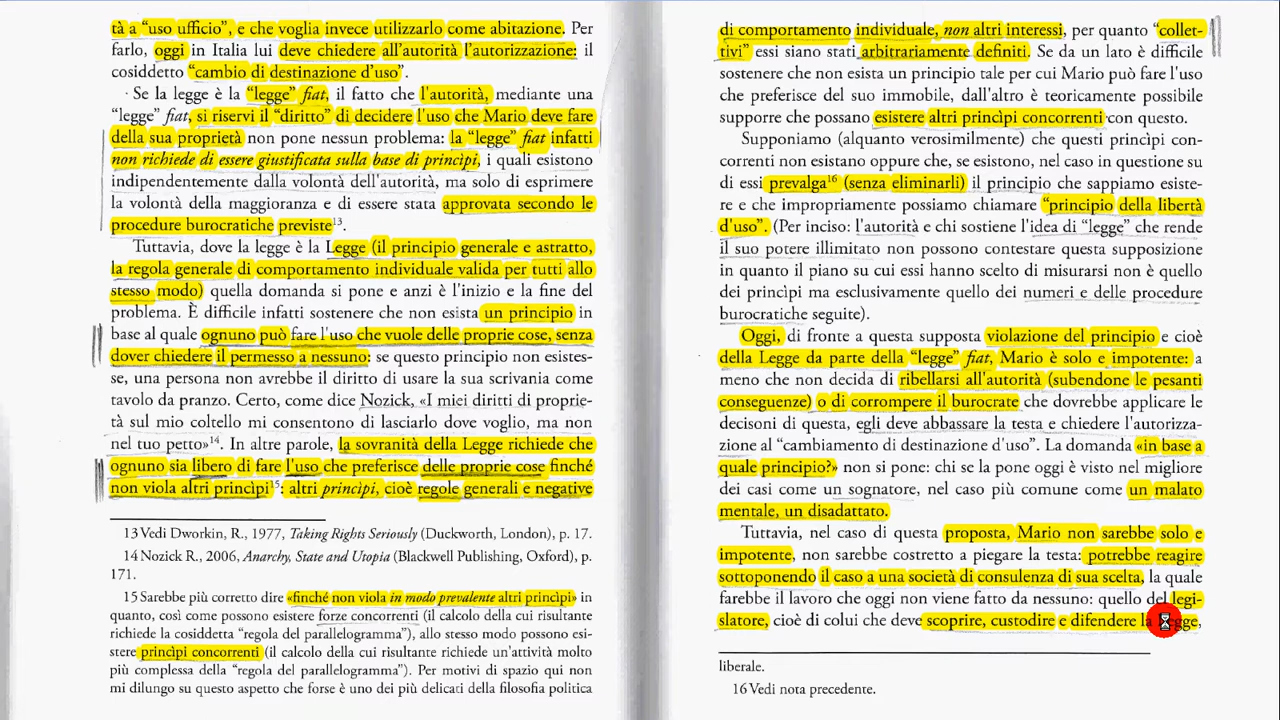 tà a “uso ufficio”, e che voglia invece utilizzarlo come abitazione. Per
farlo, oggi in Italia lui deve chiedere all’autorità l’autorizzazione: il
cosiddetto “cambio di destinazione d’uso”.
Se la legge è la “legge” fiat, il fatto che l’autorità, mediante una
“legge” fiat, si riservi il “diritto” di decidere l’uso che Mario deve fare
della sua proprietà non pone nessun problema: la “legge” fiat infatti
non richiede di essere giustificata sulla base di princìpi, i quali esistono
indipendentemente dalla volontà dell’autorità, ma solo di esprimere
la volontà della maggioranza e di essere stata approvata secondo le
procedure burocratiche previste13.
Tuttavia, dove la legge è la Legge (il principio generale e astratto,
la regola generale di comportamento individuale valida per tutti allo
stesso modo) quella domanda si pone e anzi è l’inizio e la fine del
problema. È difficile infatti sostenere che non esista un principio in
base al quale ognuno può fare l’uso che vuole delle proprie cose, senza
dover chiedere il permesso a nessuno: se questo principio non esistes-
se, una persona non avrebbe il diritto di usare la sua scrivania come
tavolo da pranzo. Certo, come dice Nozick, «I miei diritti di proprie-
tà sul mio coltello mi consentono di lasciarlo dove voglio, ma non
nel tuo petto»14. In altre parole, la sovranità della Legge richiede che
ognuno sia libero di fare l’uso che preferisce delle proprie cose finché
non viola altri princìpi15: altri princìpi, cioè regole generali e negative
13 Vedi Dworkin, R., 1977, Taking Rights Seriously (Duckworth, London), p. 17.
14 Nozick R., 2006, Anarchy, State and Utopia (Blackwell Publishing, Oxford), p.
171.
15 Sarebbe più corretto dire «finché non viola in modo prevalente altri princìpi» in
quanto, così come possono esistere forze concorrenti (il calcolo della cui risultante
richiede la cosiddetta “regola del parallelogramma”), allo stesso modo possono esi-
stere princìpi concorrenti (il calcolo della cui risultante richiede un’attività molto
più complessa della “regola del parallelogramma”). Per motivi di spazio qui non
mi dilungo su questo aspetto che forse è uno dei più delicati della filosofia politica
di comportamento individuale, non altri interessi, per quanto “collet-
tivi” essi siano stati arbitrariamente definiti. Se da un lato è difficile
sostenere che non esista un principio tale per cui Mario può fare l’uso
che preferisce del suo immobile, dall’altro è teoricamente possibile
supporre che possano esistere altri princìpi concorrenti con questo.
Supponiamo (alquanto verosimilmente) che questi princìpi con-
correnti non esistano oppure che, se esistono, nel caso in questione su
di essi prevalga16 (senza eliminarli) il principio che sappiamo esiste-
re e che impropriamente possiamo chiamare “principio della libertà
d’uso”. (Per inciso: l’autorità e chi sostiene l’idea di “legge” che rende
il suo potere illimitato non possono contestare questa supposizione
in quanto il piano su cui essi hanno scelto di misurarsi non è quello
dei princìpi ma esclusivamente quello dei numeri e delle procedure
burocratiche seguite).
Oggi, di fronte a questa supposta violazione del principio e cioè
della Legge da parte della “legge” fiat, Mario è solo e impotente: a
meno che non decida di ribellarsi all’autorità (subendone le pesanti
conseguenze) o di corrompere il burocrate che dovrebbe applicare le
decisioni di questa, egli deve abbassare la testa e chiedere l’autorizza-
zione al “cambiamento di destinazione d’uso”. La domanda «in base a
quale principio?» non si pone: chi se la pone oggi è visto nel migliore
dei casi come un sognatore, nel caso più comune come un malato
mentale, un disadattato.
Tuttavia, nel caso di questa proposta, Mario non sarebbe solo e
impotente, non sarebbe costretto a piegare la testa: potrebbe reagire
sottoponendo il caso a una società di consulenza di sua scelta, la quale
farebbe il lavoro che oggi non viene fatto da nessuno: quello del legi-
slatore, cioè di colui che deve scoprire, custodire e difendere la Legge,
liberale.
16 Vedi nota precedente.